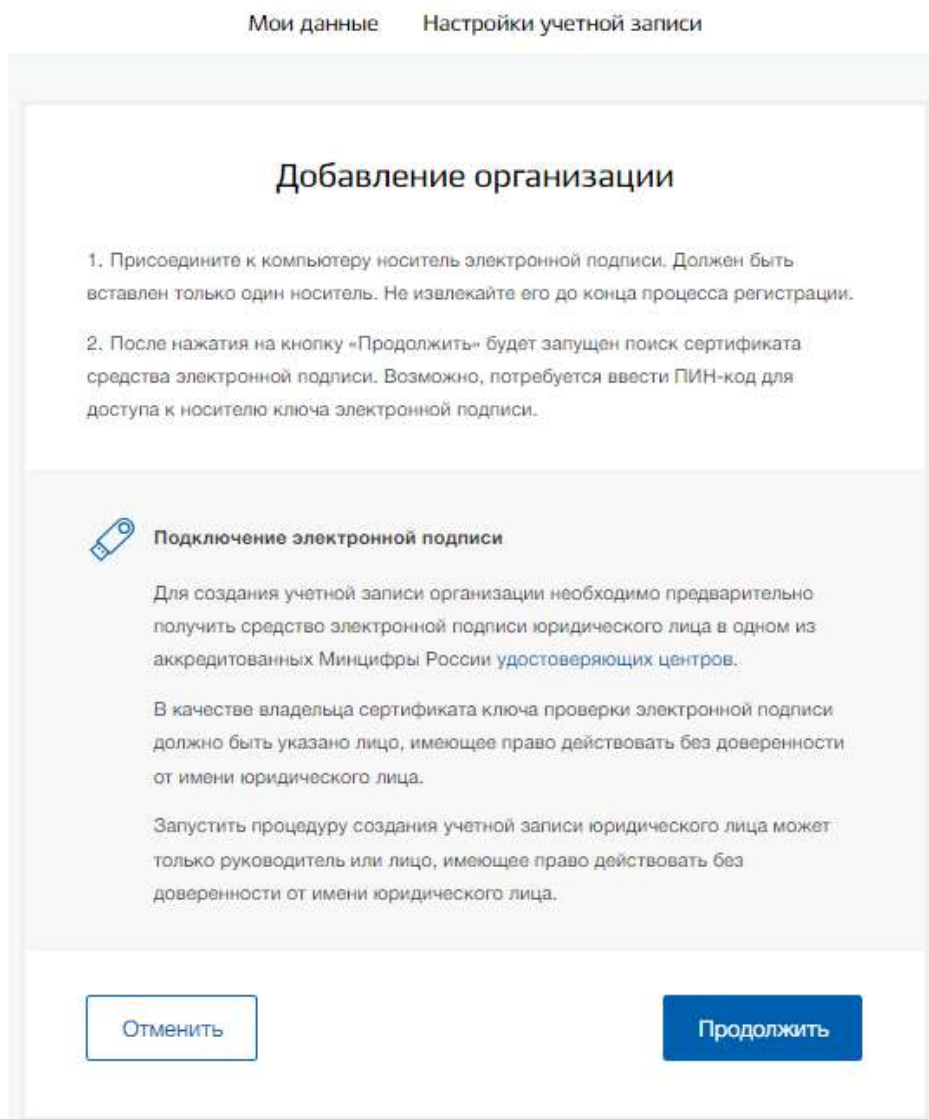 Мои данные Настройки учетной записи
Добавление организации
1. Присоедините к компьютеру носитель электронной подписи. Должен быть
вставлен только один носитель. Не извлекайте его до конца процесса регистрации.
2. После нажатия на кнопку «Продолжить» будет запущен поиск сертификата
средства электронной подписи. Возможно, потребуется ввести ПИН-код для
доступа к носителю ключа электронной подписи.
Подключение электронной подписи
Для создания учетной записи организации необходимо предварительно
получить средство электронной подписи юридического лица в одном из
аккредитованных Минцифры России удостоверяющих центров.
В качестве владельца сертификата ключа проверки электронной подписи
должно быть указано лицо, имеющее право действовать без доверенности
от имени юридического лица.
Запустить процедуру создания учетной записи юридического лица может
только руководитель или лицо, имеющее право действовать без
доверенности от имени юридического лица.
Отменить Продолжить